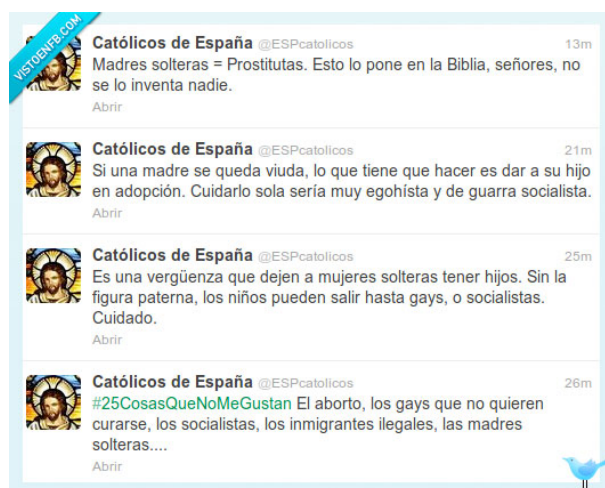 VISTOENFB.COM
Católicos de España @ESPcatolicos 13m
Madres solteras = Prostitutas. Esto lo pone en la Biblia, señores, no
se lo inventa nadie.
Abrir
Católicos de España @ESPcatolicos 21m
Si una madre se queda viuda, lo que tiene que hacer es dar a su hijo
en adopción. Cuidarlo sola sería muy egohísta y de guarra socialista.
Abrir
Católicos de España @ESPcatolicos 25m
Es una vergüenza que dejen a mujeres solteras tener hijos. Sin la
figura paterna, los niños pueden salir hasta gays, o socialistas.
Cuidado.
Abrir
Católicos de España @ESPcatolicos 26m
#25CosasQueNoMeGustan El aborto, los gays que no quieren
curarse, los socialistas, los inmigrantes ilegales, las madres
solteras....
Abrir